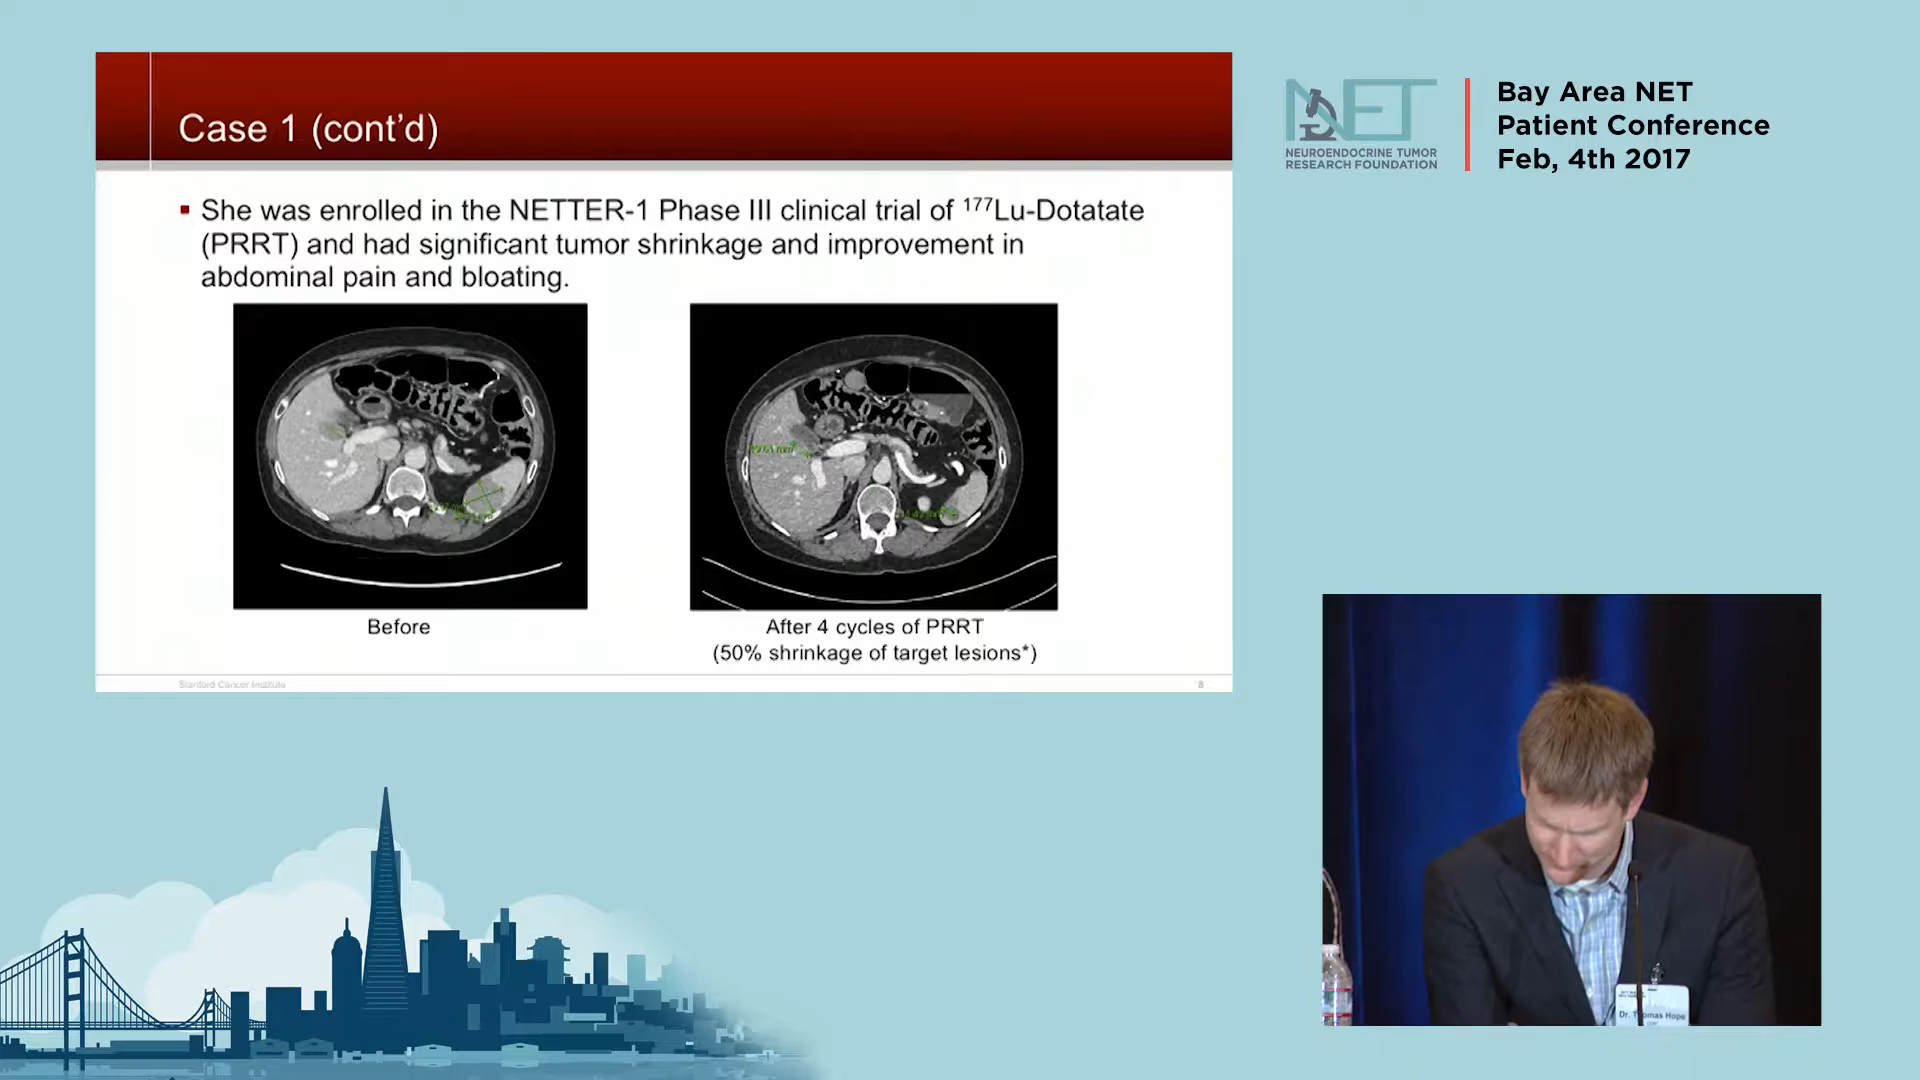 Case 1 (cont’d)
▪ She was enrolled in the NETTER-1 Phase III clinical trial of ¹⁷⁷Lu-Dotatate
(PRRT) and had significant tumor shrinkage and improvement in
abdominal pain and bloating.
Before
After 4 cycles of PRRT
(50% shrinkage of target lesions*)
Stanford Cancer Institute
8
NET
NEUROENDOCRINE TUMOR
RESEARCH FOUNDATION
Bay Area NET
Patient Conference
Feb, 4th 2017
Dr. Thomas Hope